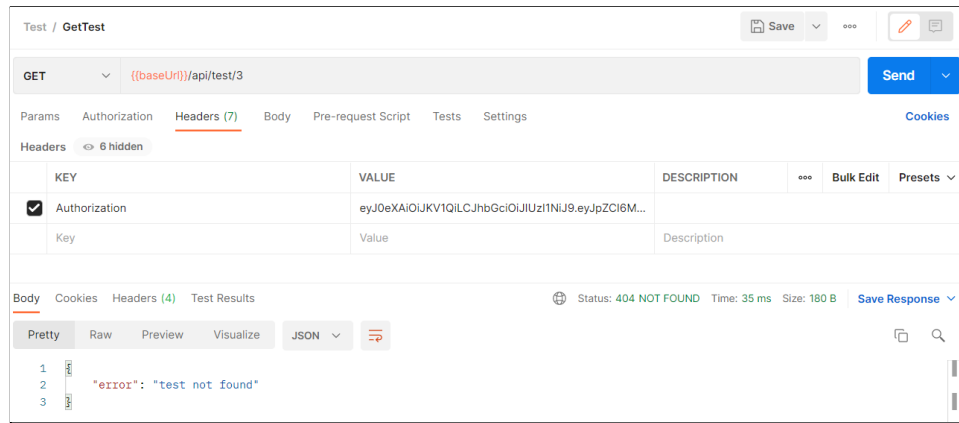 Test / GetTest
Save
GET {{baseUrl}}/api/test/3 Send
Params Authorization Headers (7) Body Pre-request Script Tests Settings Cookies
Headers 6 hidden
KEY VALUE DESCRIPTION ooo Bulk Edit Presets
Authorization eyJ0eXAiOiJKV1QiLCJhbGciOiJIUzI1NiJ9.eyJpZCI6M...
Key Value Description
Body Cookies Headers (4) Test Results Status: 404 NOT FOUND Time: 35 ms Size: 180 B Save Response
Pretty Raw Preview Visualize JSON
1 {
2 "error": "test not found"
3 }